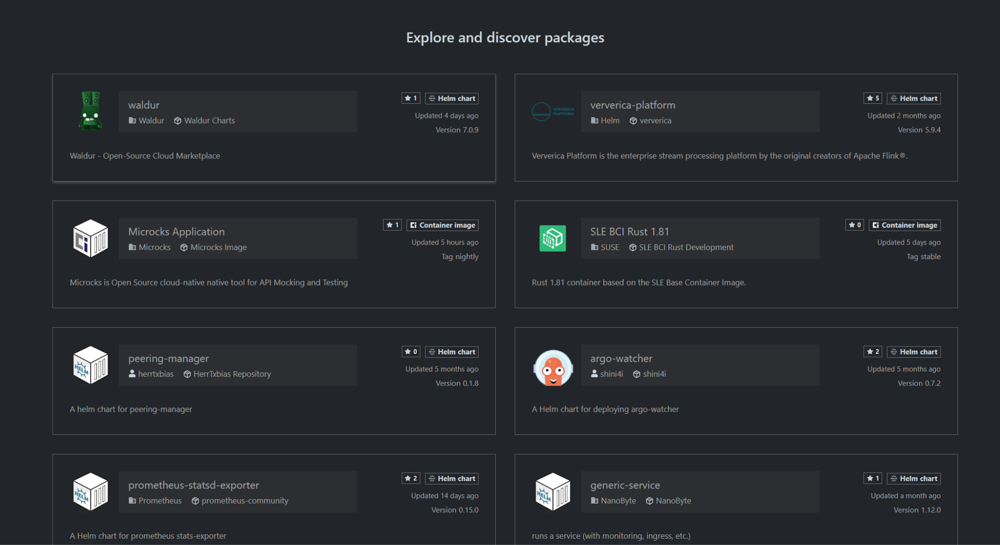 Explore and discover packages
waldur
Waldur Waldur Charts
1 Helm chart
Updated 4 days ago
Version 7.0.9
Waldur - Open-Source Cloud Marketplace
VERVERICA
PLATFORM
ververica-platform
Helm ververica
5 Helm chart
Updated 2 months ago
Version 5.9.4
Ververica Platform is the enterprise stream processing platform by the original creators of Apache Flink®.
Ci
Microcks Application
Microcks Microcks Image
1 Container image
Updated 5 hours ago
Tag nightly
Microcks is Open Source cloud-native native tool for API Mocking and Testing
SLE BCI Rust 1.81
SUSE SLE BCI Rust Development
0 Container image
Updated 5 days ago
Tag stable
Rust 1.81 container based on the SLE Base Container Image.
HELM
peering-manager
herrtxbias HerrTxbias Repository
0 Helm chart
Updated 5 months ago
Version 0.1.8
A helm chart for peering-manager
argo-watcher
shini4i shini4i
2 Helm chart
Updated 5 months ago
Version 0.7.2
A Helm chart for deploying argo-watcher
HELM
prometheus-statsd-exporter
Prometheus prometheus-community
2 Helm chart
Updated 14 days ago
Version 0.15.0
A Helm chart for prometheus stats-exporter
HELM
generic-service
NanoByte NanoByte
1 Helm chart
Updated a month ago
Version 1.12.0
runs a service (with monitoring, ingress, etc.)